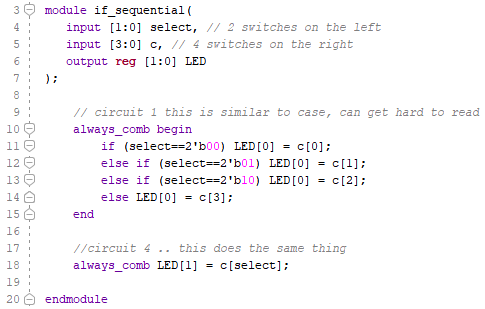 3 module if_sequential(
4 input [1:0] select, // 2 switches on the left
5 input [3:0] c, // 4 switches on the right
6 output reg [1:0] LED
7 );
8
9 // circuit 1 this is similar to case, can get hard to read
10 always_comb begin
11 if (select==2'b00) LED[0] = c[0];
12 else if (select==2'b01) LED[0] = c[1];
13 else if (select==2'b10) LED[0] = c[2];
14 else LED[0] = c[3];
15 end
16
17 //circuit 4 .. this does the same thing
18 always_comb LED[1] = c[select];
19
20 endmodule